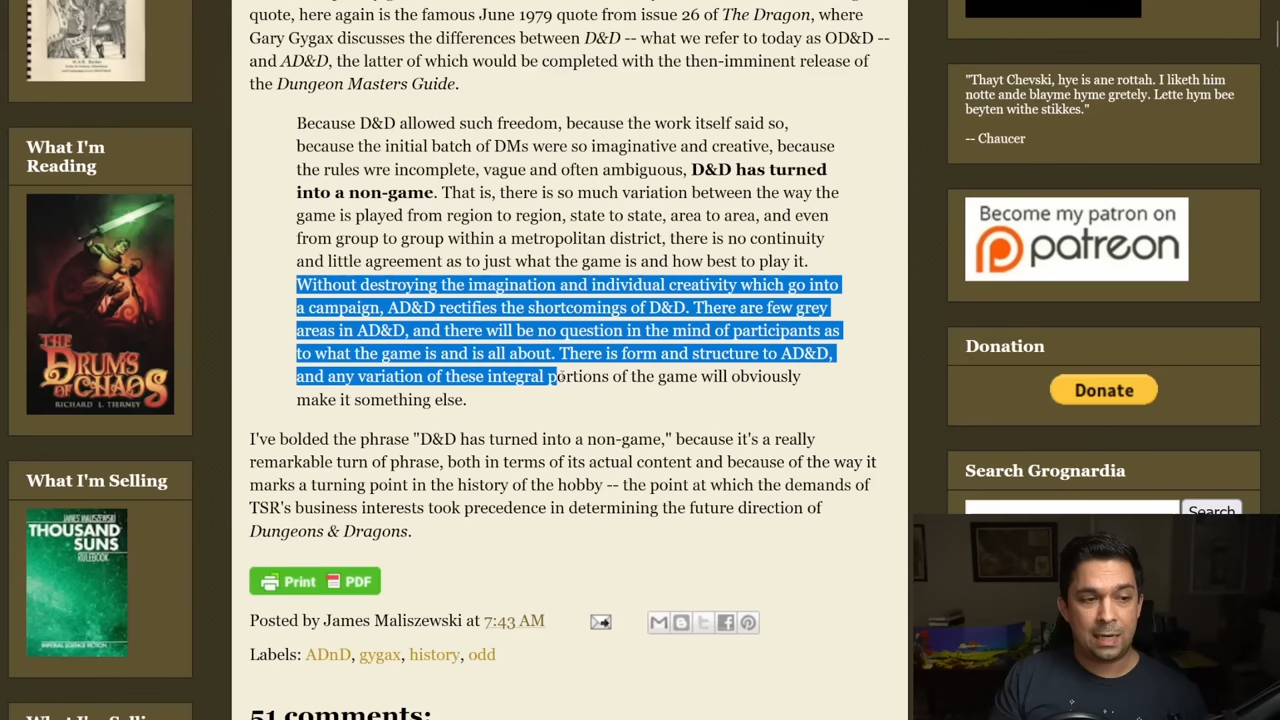 quote, here again is the famous June 1979 quote from issue 26 of The Dragon, where
Gary Gygax discusses the differences between D&D -- what we refer to today as OD&D --
and AD&D, the latter of which would be completed with the then-imminent release of
the Dungeon Masters Guide.
Because D&D allowed such freedom, because the work itself said so,
because the initial batch of DMs were so imaginative and creative, because
the rules wre incomplete, vague and often ambiguous, D&D has turned
into a non-game. That is, there is so much variation between the way the
game is played from region to region, state to state, area to area, and even
from group to group within a metropolitan district, there is no continuity
and little agreement as to just what the game is and how best to play it.
Without destroying the imagination and individual creativity which go into
a campaign, AD&D rectifies the shortcomings of D&D. There are few grey
areas in AD&D, and there will be no question in the mind of participants as
to what the game is and is all about. There is form and structure to AD&D,
and any variation of these integral portions of the game will obviously
make it something else.
I've bolded the phrase "D&D has turned into a non-game," because it's a really
remarkable turn of phrase, both in terms of its actual content and because of the way it
marks a turning point in the history of the hobby -- the point at which the demands of
TSR's business interests took precedence in determining the future direction of
Dungeons & Dragons.
Print PDF
Posted by James Maliszewski at 7:43 AM
Labels: ADnD, gygax, history, odd
51 comments:
What I'm
Reading
THE
DRUMS
OF CHAOS
RICHARD L. TIERNEY
What I'm Selling
JAMES MALISZEWSKI
THOUSAND
SUNS
RULEBOOK
IMPERIAL SCIENCE FICTION
What I'm Selling
"Thayt Chevski, hye is ane rottah. I liketh him
notte ande blayme hyme gretely. Lette hym bee
beyten withe stikkes."
-- Chaucer
Become my patron on
patreon
Donation
Donate
Search Grognardia
Search